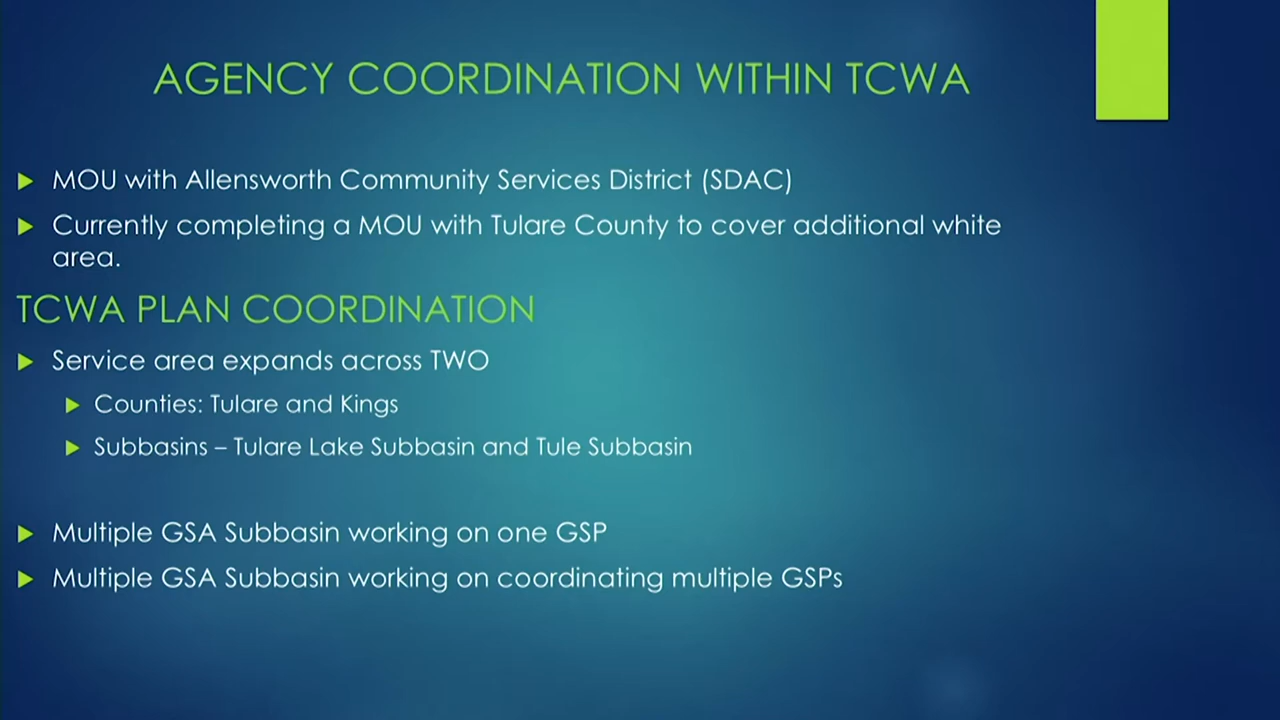 AGENCY COORDINATION WITHIN TCWA
MOU with Allensworth Community Services District (SDAC)
Currently completing a MOU with Tulare County to cover additional white
area.
TCWA PLAN COORDINATION
Service area expands across TWO
Counties: Tulare and Kings
Subbasins – Tulare Lake Subbasin and Tule Subbasin
Multiple GSA Subbasin working on one GSP
Multiple GSA Subbasin working on coordinating multiple GSPs